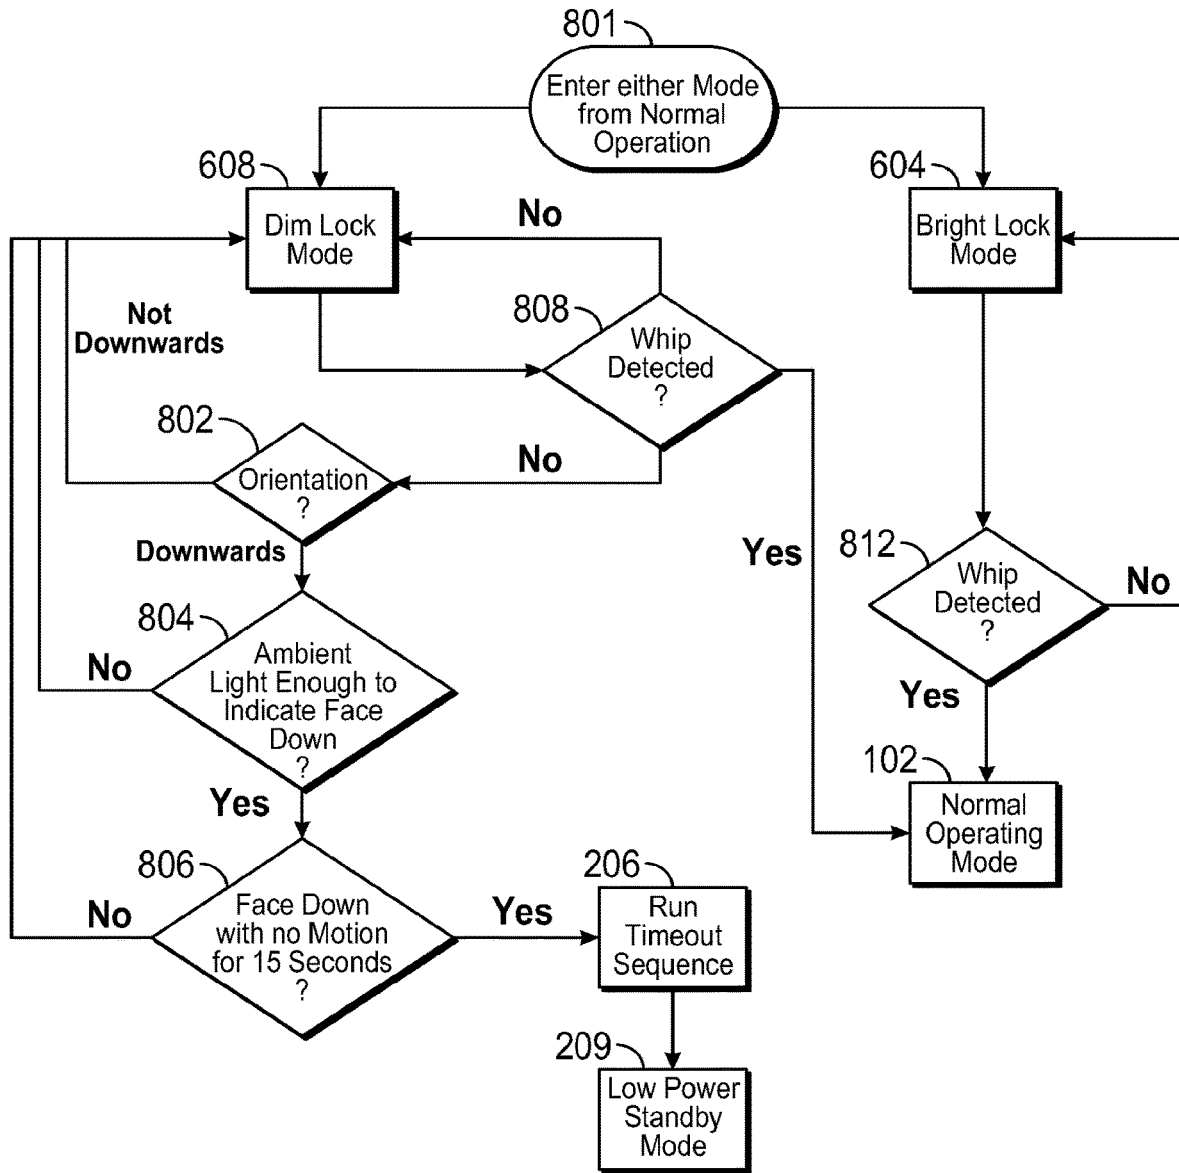 801
Enter either Mode
from Normal
Operation
608
Dim Lock
Mode
No
604
Bright Lock
Mode
Not
Downwards
808
Whip
Detected
?
802
Orientation
?
No
Downwards
Yes
812
Whip
Detected
?
No
804
Ambient
Light Enough to
Indicate Face
Down
?
No
Yes
Yes
102
Normal
Operating
Mode
806
Face Down
with no Motion
for 15 Seconds
?
No
Yes
206
Run
Timeout
Sequence
209
Low Power
Standby
Mode